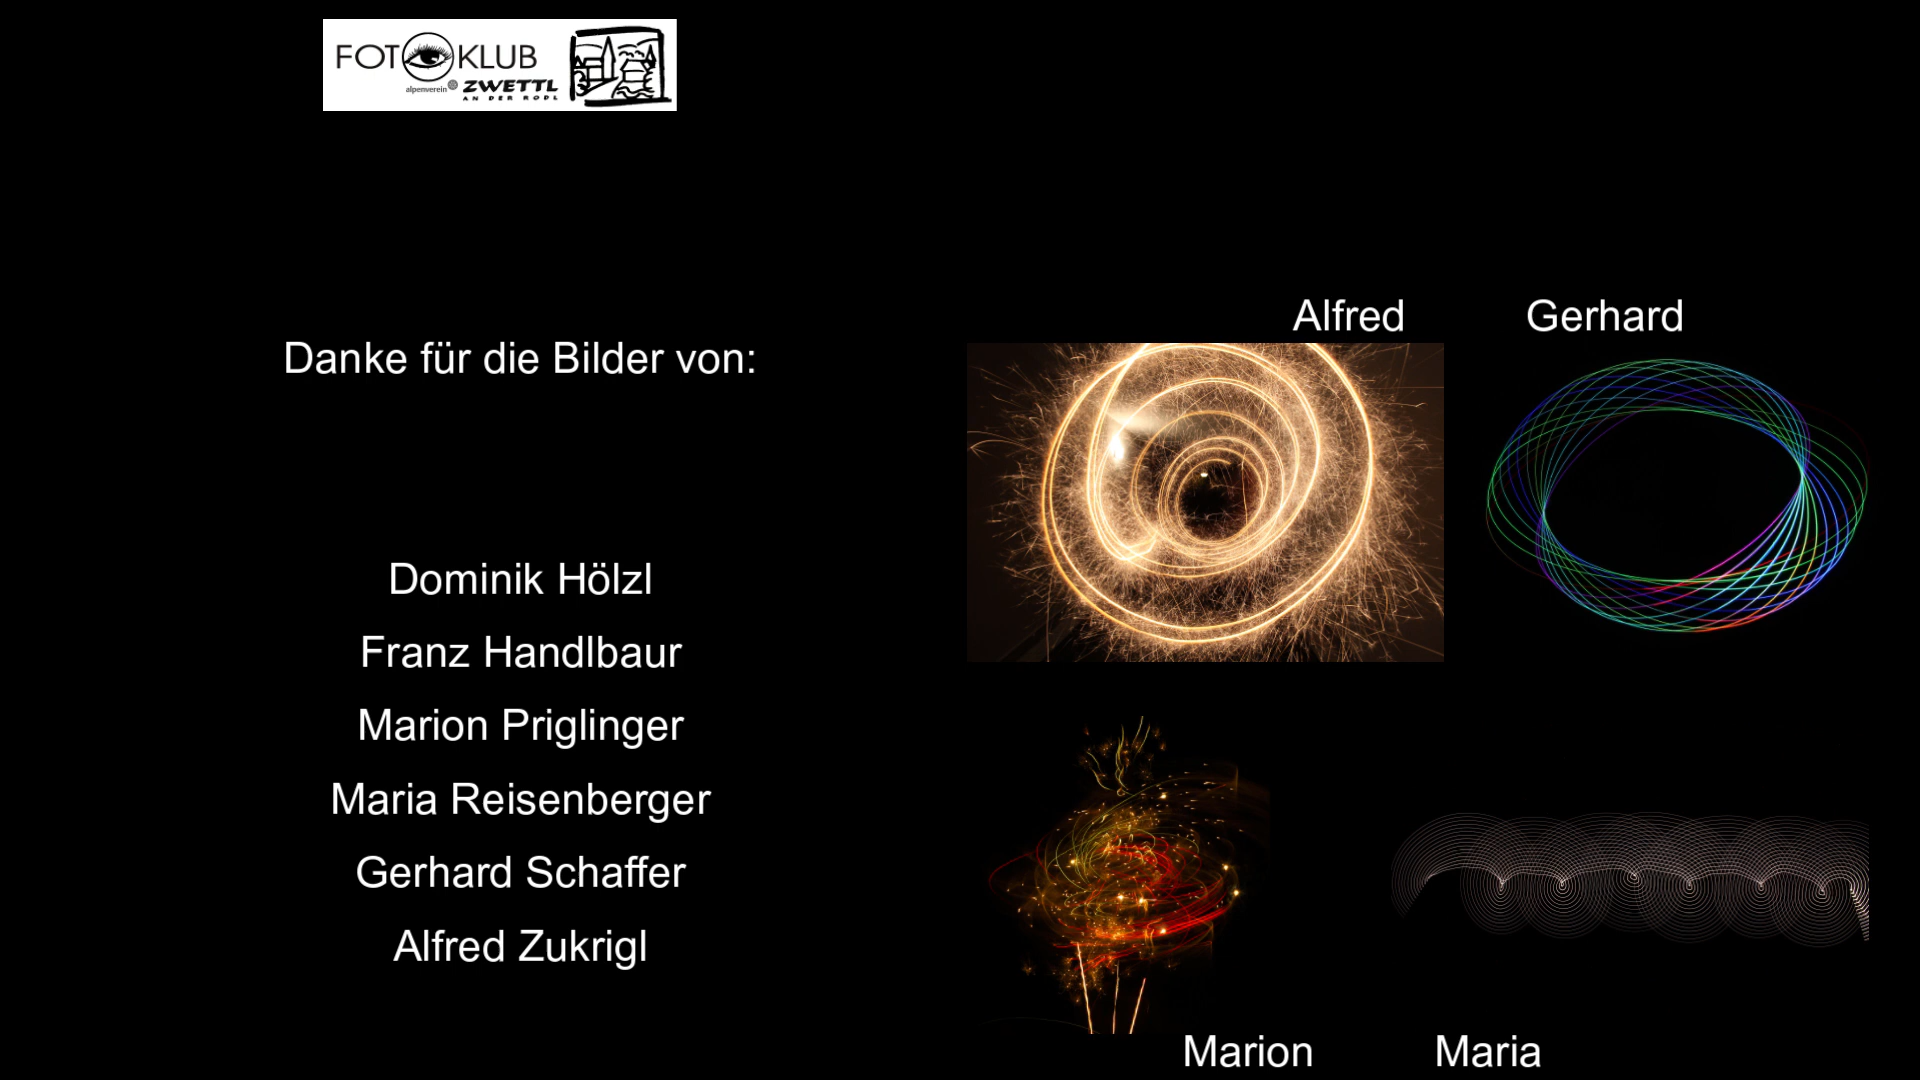 FOTOKLUB
alpenverein ZWETTL
AN DER RODL
Danke für die Bilder von:
Dominik Hölzl
Franz Handlbaur
Marion Priglinger
Maria Reisenberger
Gerhard Schaffer
Alfred Zukrigl
Alfred Gerhard
Marion Maria